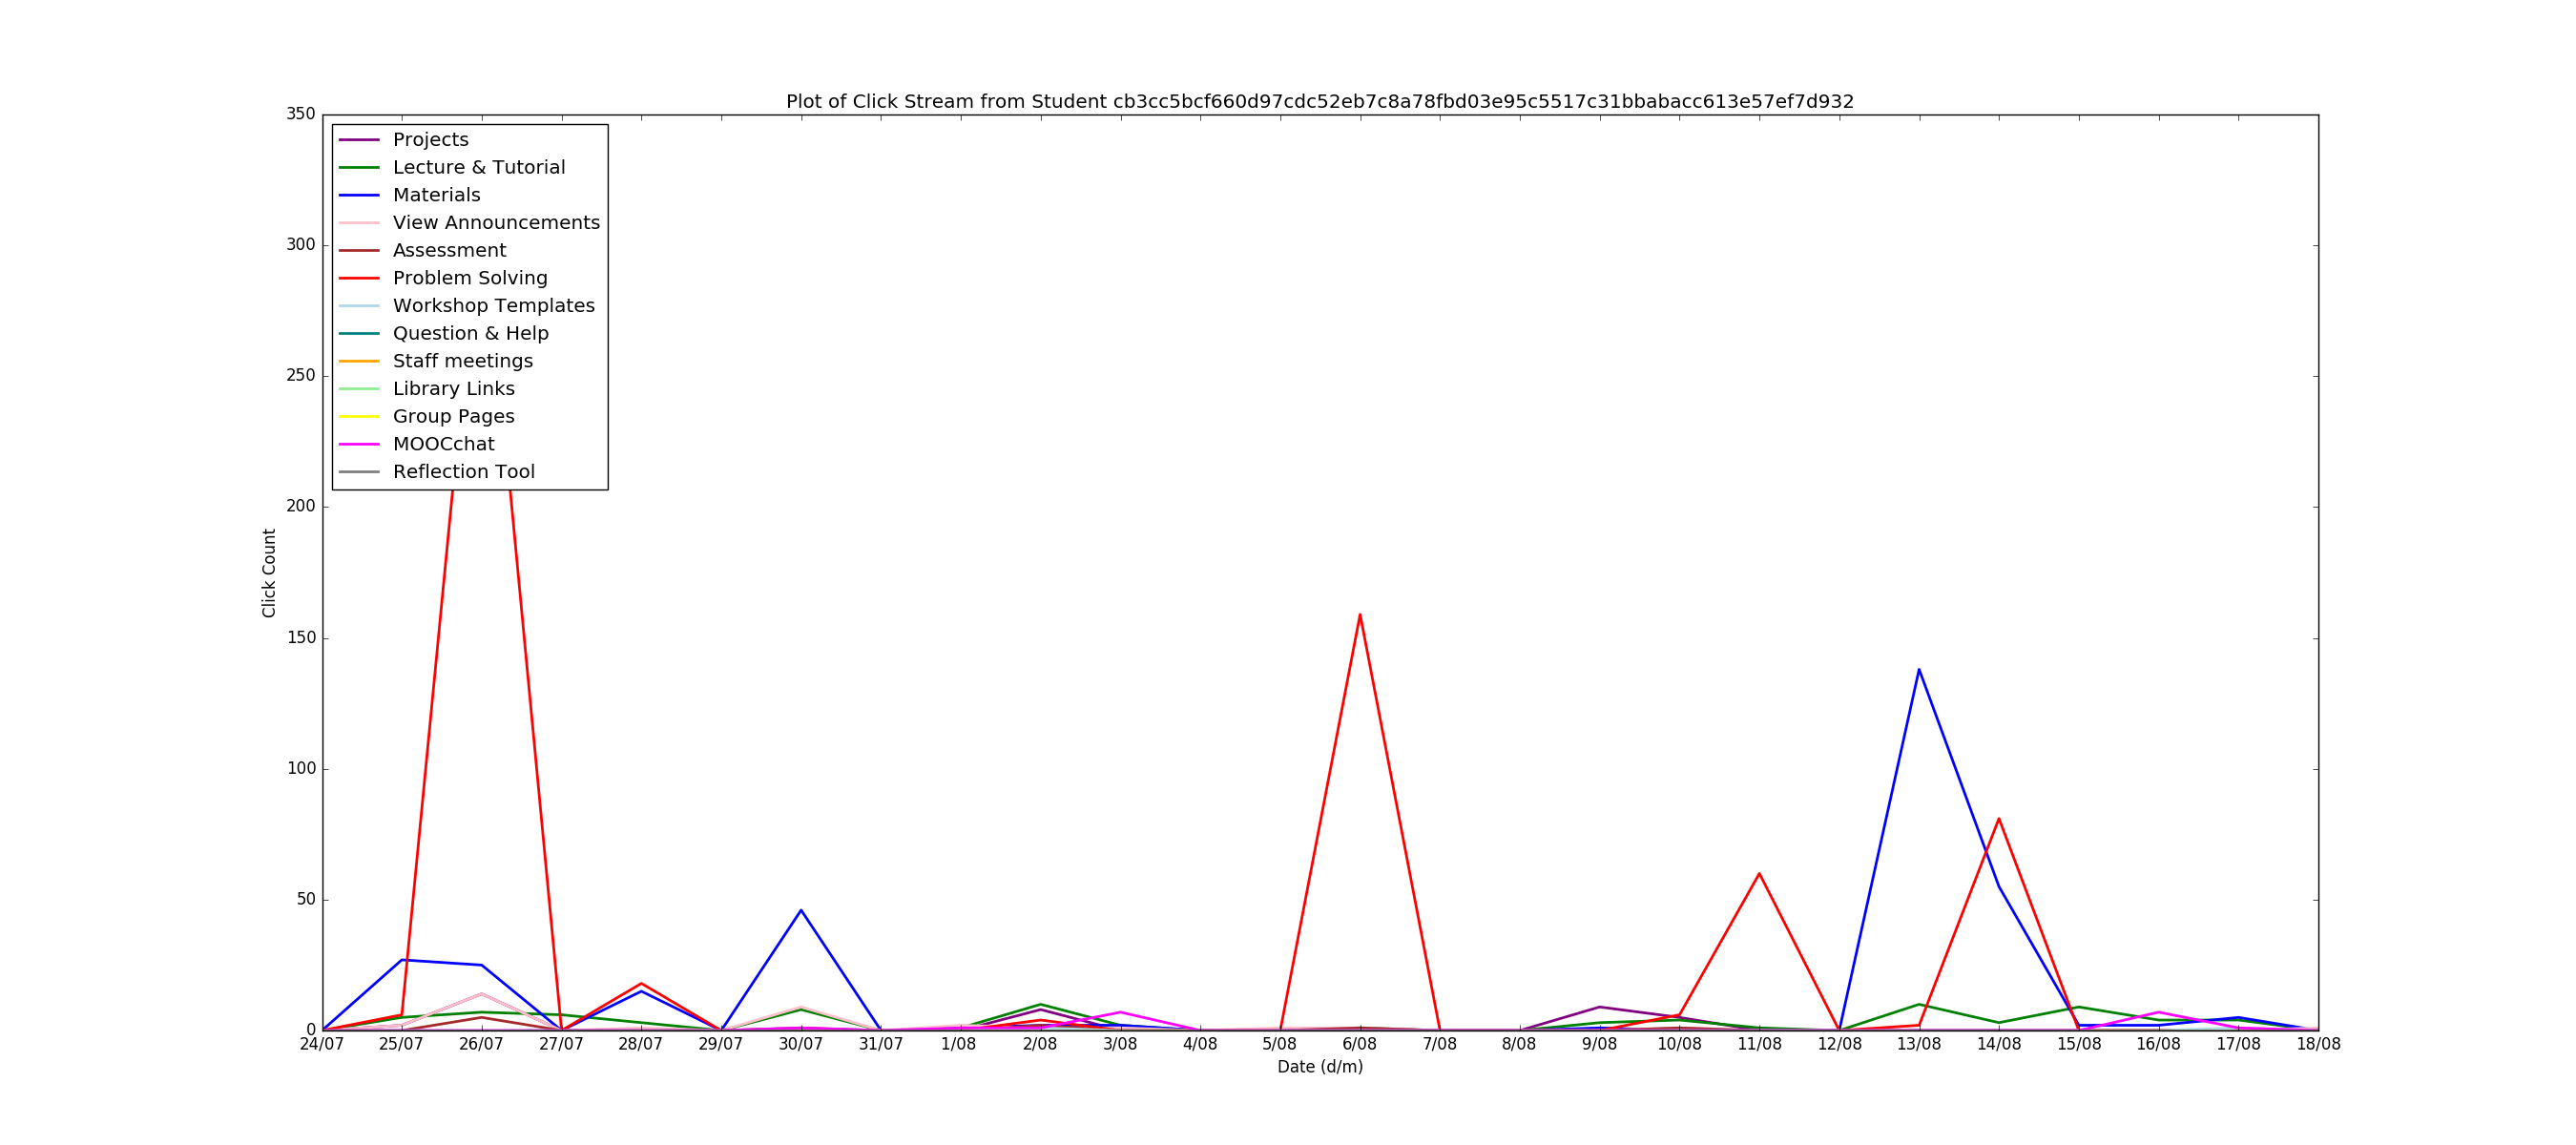 Plot of Click Stream from Student cb3cc5bcf660d97cdc52eb7c8a78fbd03e95c5517c31bbabacc613e57ef7d932
350
300
250
200
150
100
50
0
Click Count
Projects
Lecture & Tutorial
Materials
View Announcements
Assessment
Problem Solving
Workshop Templates
Question & Help
Staff meetings
Library Links
Group Pages
MOOCchat
Reflection Tool
24/07 25/07 26/07 27/07 28/07 29/07 30/07 31/07 1/08 2/08 3/08 4/08 5/08 6/08 7/08 8/08 9/08 10/08 11/08 12/08 13/08 14/08 15/08 16/08 17/08 18/08
Date (d/m)